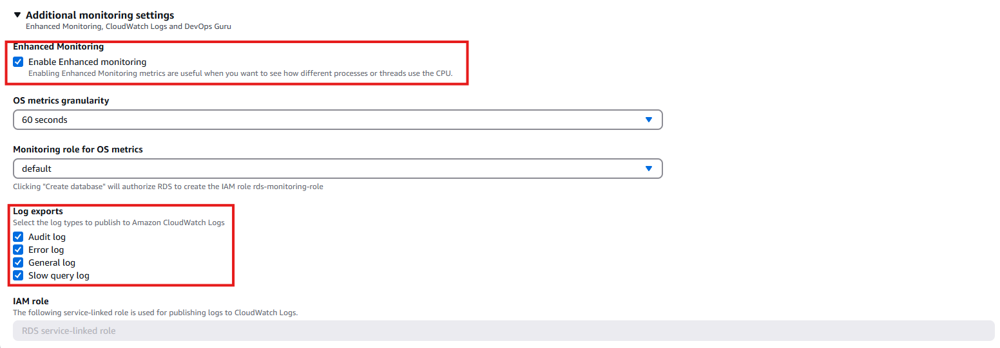 Additional monitoring settings
Enhanced Monitoring, CloudWatch Logs and DevOps Guru
Enhanced Monitoring
Enable Enhanced monitoring
Enabling Enhanced Monitoring metrics are useful when you want to see how different processes or threads use the CPU.
OS metrics granularity
60 seconds
Monitoring role for OS metrics
default
Clicking "Create database" will authorize RDS to create the IAM role rds-monitoring-role
Log exports
Select the log types to publish to Amazon CloudWatch Logs
Audit log
Error log
General log
Slow query log
IAM role
The following service-linked role is used for publishing logs to CloudWatch Logs.
RDS service-linked role